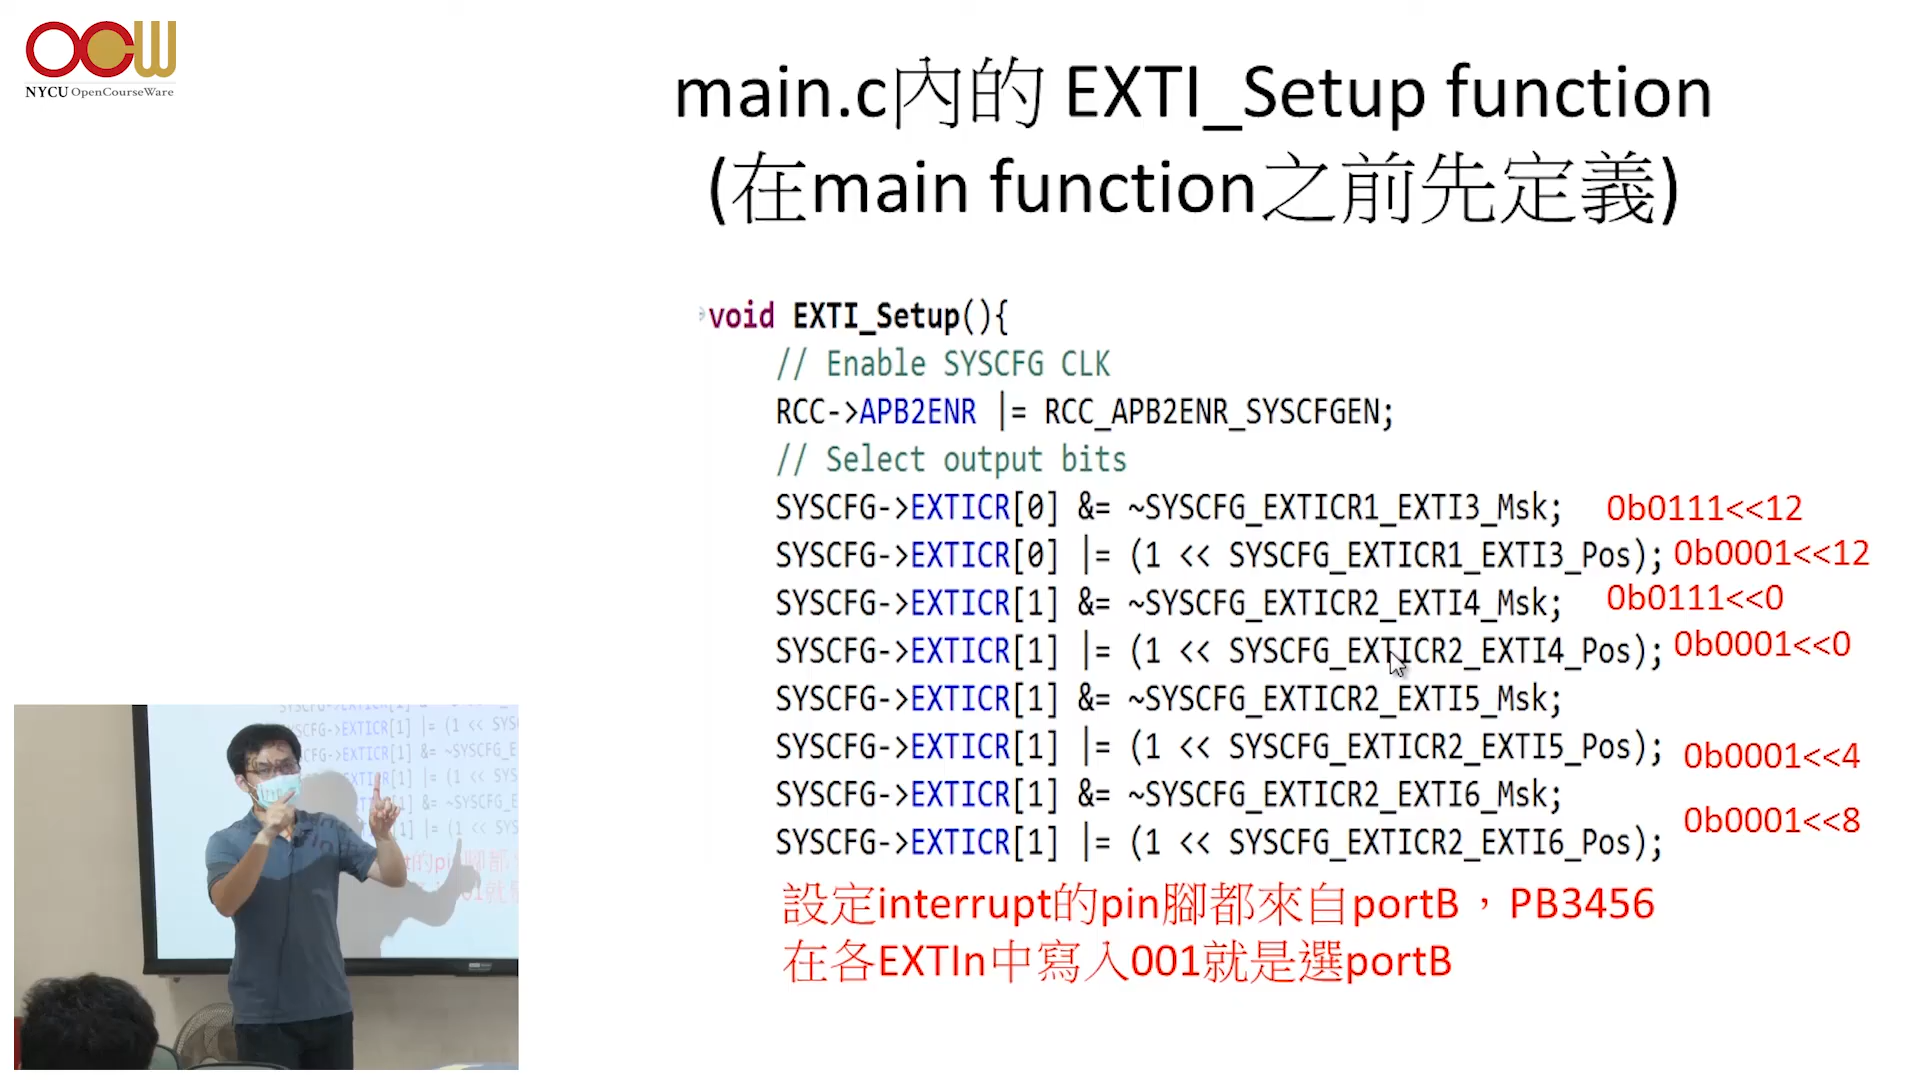 OCW
NYCU OpenCourseWare
main.c內的 EXTI_Setup function
(在main function之前先定義)
void EXTI_Setup(){
// Enable SYSCFG CLK
RCC->APB2ENR |= RCC_APB2ENR_SYSCFGEN;
// Select output bits
SYSCFG->EXTICR[0] &= ~SYSCFG_EXTICR1_EXTI3_Msk; 0b0111<<12
SYSCFG->EXTICR[0] |= (1 << SYSCFG_EXTICR1_EXTI3_Pos); 0b0001<<12
SYSCFG->EXTICR[1] &= ~SYSCFG_EXTICR2_EXTI4_Msk; 0b0111<<0
SYSCFG->EXTICR[1] |= (1 << SYSCFG_EXTICR2_EXTI4_Pos); 0b0001<<0
SYSCFG->EXTICR[1] &= ~SYSCFG_EXTICR2_EXTI5_Msk;
SYSCFG->EXTICR[1] |= (1 << SYSCFG_EXTICR2_EXTI5_Pos); 0b0001<<4
SYSCFG->EXTICR[1] &= ~SYSCFG_EXTICR2_EXTI6_Msk;
SYSCFG->EXTICR[1] |= (1 << SYSCFG_EXTICR2_EXTI6_Pos); 0b0001<<8
設定interrupt的pin腳都來自portB，PB3456
在各EXTIn中寫入001就是選portB